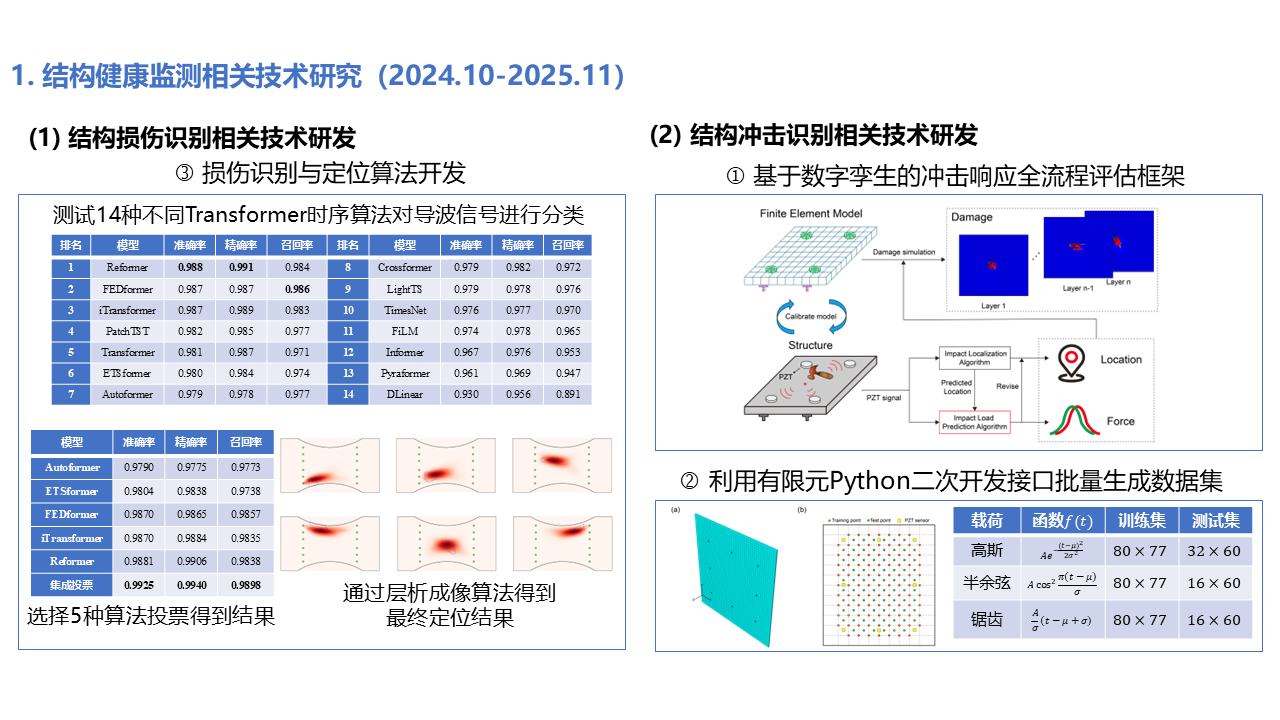 1. 结构健康监测相关技术研究 (2024.10-2025.11)
(1) 结构损伤识别相关技术研发
③ 损伤识别与定位算法开发
测试14种不同Transformer时序算法对导波信号进行分类
排名 模型 准确率 精确率 召回率 排名 模型 准确率 精确率 召回率
1 Reformer 0.988 0.991 0.984 8 Crossformer 0.979 0.982 0.972
2 FEDformer 0.987 0.987 0.986 9 LightTS 0.979 0.978 0.976
3 iTransformer 0.987 0.989 0.983 10 TimesNet 0.976 0.977 0.970
4 PatchTST 0.982 0.985 0.977 11 FiLM 0.974 0.978 0.965
5 Transformer 0.981 0.987 0.971 12 Informer 0.967 0.976 0.953
6 ETSformer 0.980 0.984 0.974 13 Pyraformer 0.961 0.969 0.947
7 Autoformer 0.979 0.978 0.977 14 DLinear 0.930 0.956 0.891
模型 准确率 精确率 召回率
Autoformer 0.9790 0.9775 0.9773
ETSformer 0.9804 0.9838 0.9738
FEDformer 0.9870 0.9865 0.9857
iTransformer 0.9870 0.9884 0.9835
Reformer 0.9881 0.9906 0.9838
集成投票 0.9925 0.9940 0.9898
选择5种算法投票得到结果
通过层析成像算法得到
最终定位结果
(2) 结构冲击识别相关技术研发
① 基于数字孪生的冲击响应全流程评估框架
Finite Element Model
Damage simulation
Damage
Layer 1
Layer n-1
Layer n
Calibrate model
Structure
PZT
PZT signal
Impact Localization
Algorithm
Predicted
Location
Revise
Impact Load
Prediction Algorithm
Location
Force
② 利用有限元Python二次开发接口批量生成数据集
(a)
(b)
Training point Test point PZT sensor
载荷 函数f(t) 训练集 测试集
高斯 Ae^{-\frac{(t-μ)^2}{2σ^2}} 80 × 77 32 × 60
半余弦 A cos² \frac{π(t − μ)}{σ} 80 × 77 16 × 60
锯齿 \frac{A}{σ}(t − μ + σ) 80 × 77 16 × 60